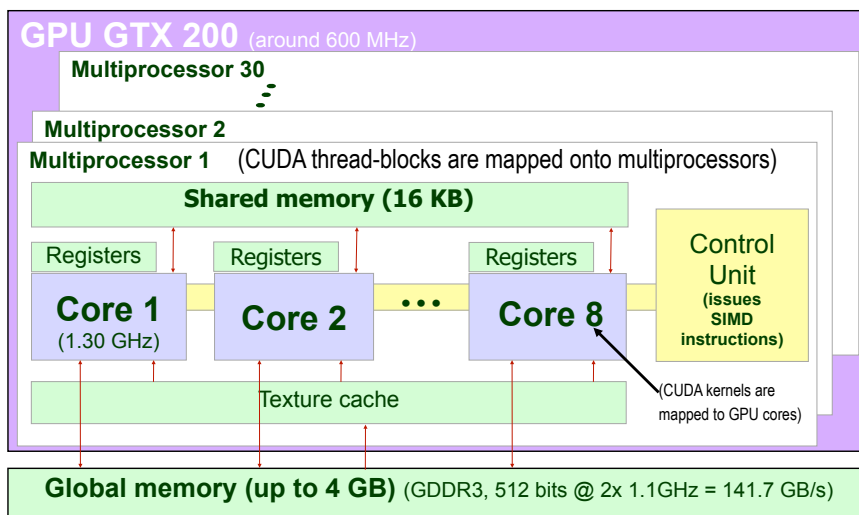 GPU GTX 200 (around 600 MHz)
Multiprocessor 30
Multiprocessor 2
Multiprocessor 1 (CUDA thread-blocks are mapped onto multiprocessors)
Shared memory (16 KB)
Registers
Registers
Registers
Core 1
(1.30 GHz)
Core 2
•••
Core 8
Control
Unit
(issues
SIMD
instructions)
Texture cache
(CUDA kernels are
mapped to GPU cores)
Global memory (up to 4 GB) (GDDR3, 512 bits @ 2x 1.1GHz = 141.7 GB/s)